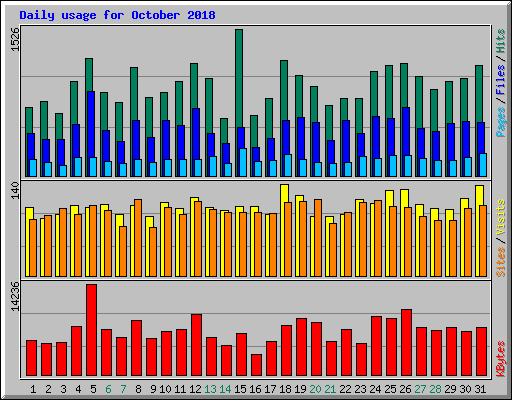 Daily usage for October 2018
1526
Pages / Files / Hits
140
Sites / Visits
14236
KBytes
1 2 3 4 5 6 7 8 9 10 11 12 13 14 15 16 17 18 19 20 21 22 23 24 25 26 27 28 29 30 31